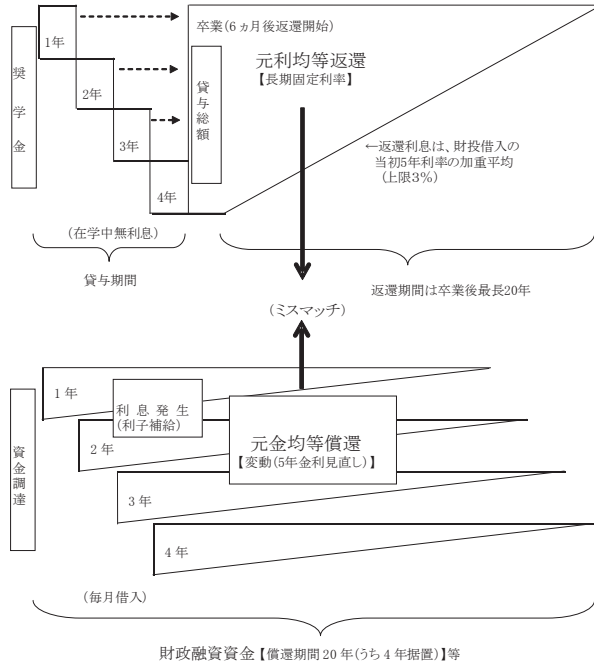 卒業(6ヵ月後返還開始)
1年
元利均等返還
【長期固定利率】
奨学金
2年
貸与総額
3年
←返還利息は、財投借入の
当初5年利率の加重平均
(上限3%)
4年
(在学中無利息)
貸与期間
返還期間は卒業後最長20年
(ミスマッチ)
1年
利息発生
(利子補給)
2年
元金均等償還
【変動(5年金利見直し)】
資金調達
3年
4年
(毎月借入)
財政融資資金【償還期間20年(うち4年据置)】等